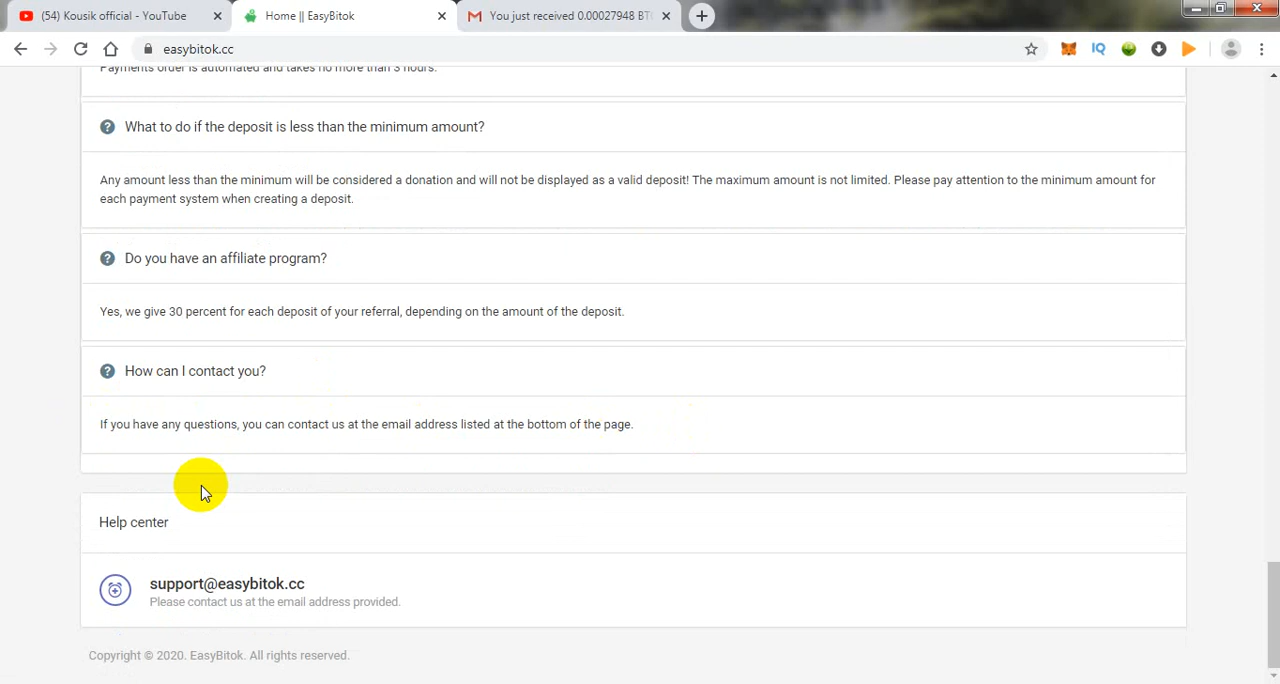 (54) Kousik official - YouTube
Home || EasyBitok
You just received 0.00027948 BT
easybitok.cc
IQ
Payments order is automated and takes no more than 3 hours.
What to do if the deposit is less than the minimum amount?
Any amount less than the minimum will be considered a donation and will not be displayed as a valid deposit! The maximum amount is not limited. Please pay attention to the minimum amount for
each payment system when creating a deposit.
Do you have an affiliate program?
Yes, we give 30 percent for each deposit of your referral, depending on the amount of the deposit.
How can I contact you?
If you have any questions, you can contact us at the email address listed at the bottom of the page.
Help center
support@easybitok.cc
Please contact us at the email address provided.
Copyright © 2020. EasyBitok. All rights reserved.